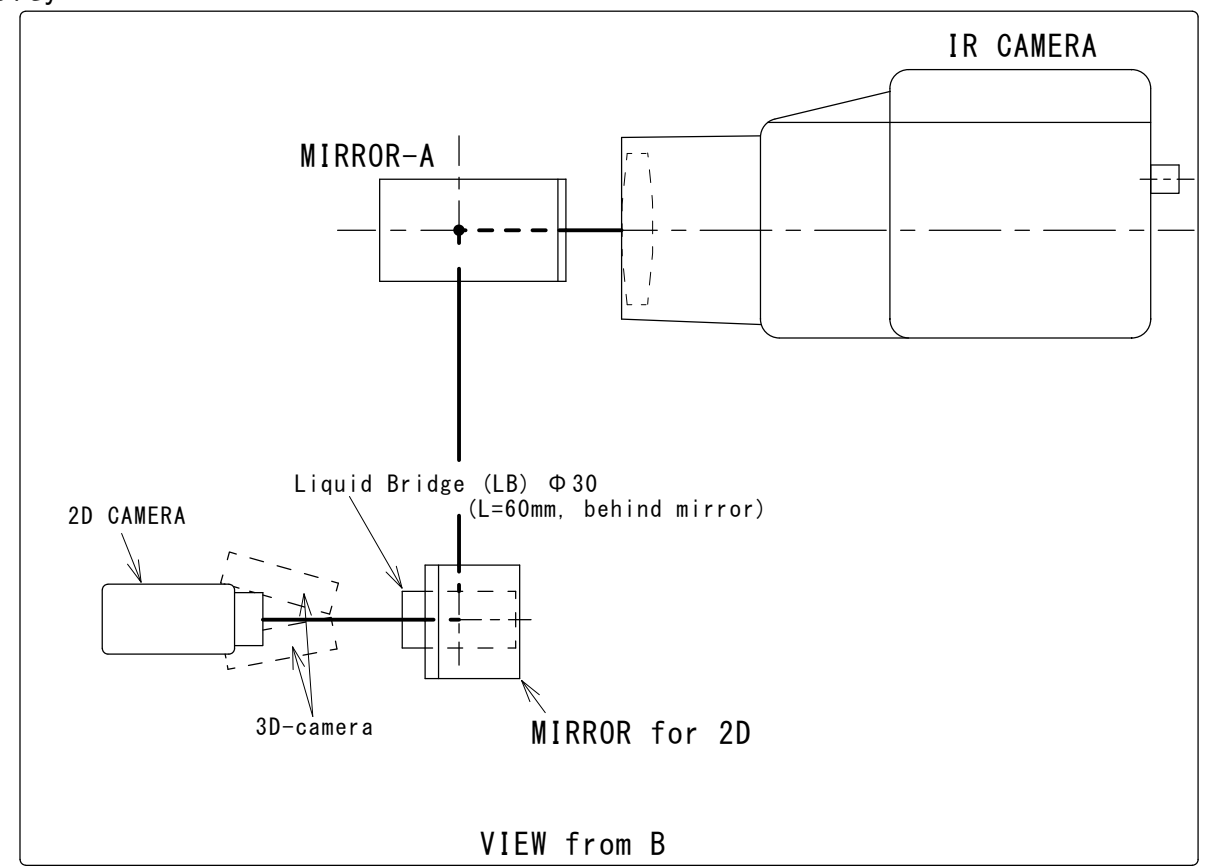 IR CAMERA
MIRROR-A
Liquid Bridge (LB) Φ30
(L=60mm, behind mirror)
2D CAMERA
3D-camera
MIRROR for 2D
VIEW from B